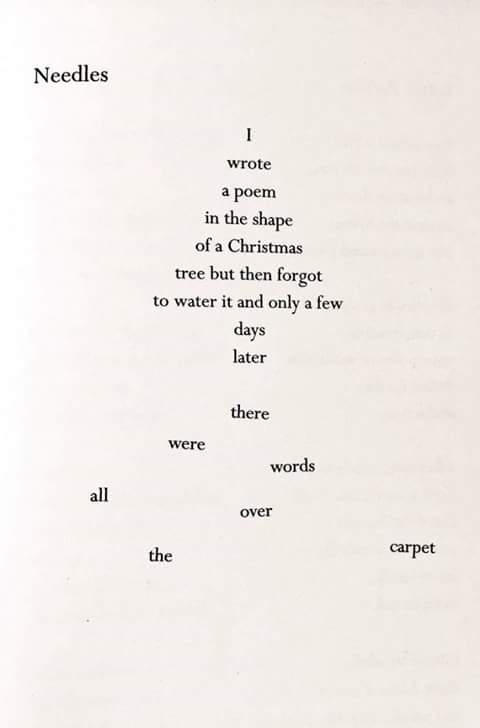 Needles
I
wrote
a poem
in the shape
of a Christmas
tree but then forgot
to water it and only a few
days
later
there
were
words
all
over
the
carpet